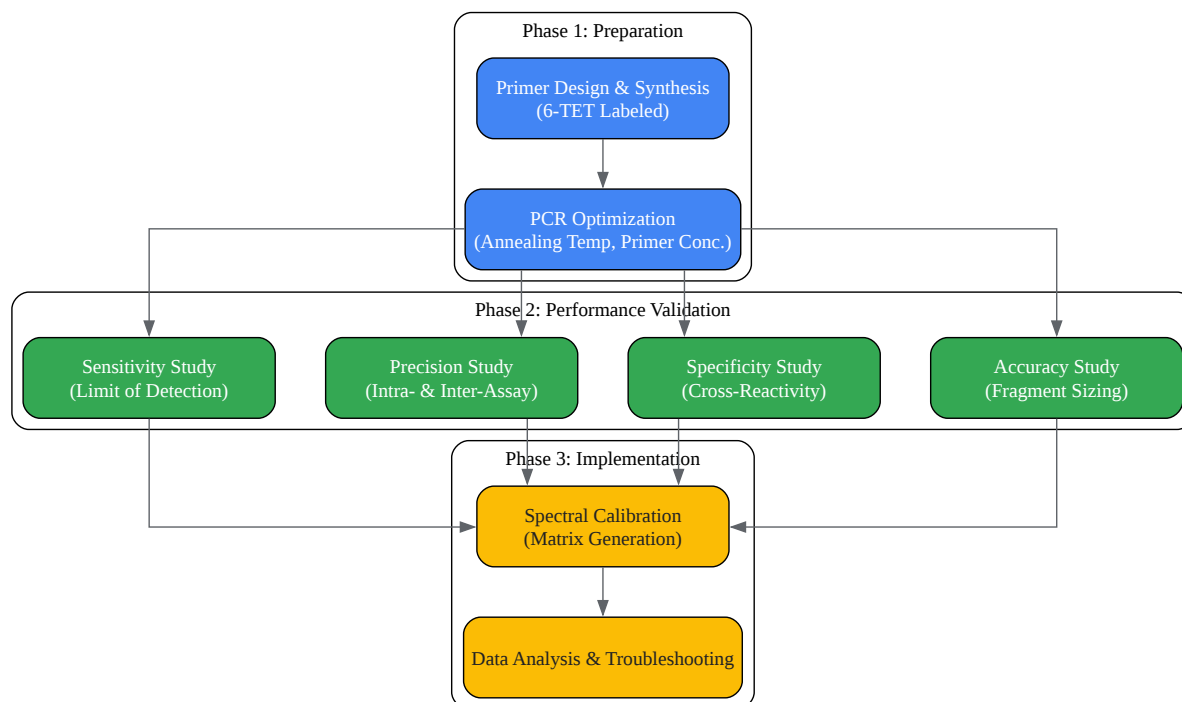 Phase 1: Preparation
Primer Design & Synthesis
(6-TET Labeled)
PCR Optimization
(Annealing Temp, Primer Conc.)
Phase 2: Performance Validation
Sensitivity Study
(Limit of Detection)
Precision Study
(Intra- & Inter-Assay)
Specificity Study
(Cross-Reactivity)
Accuracy Study
(Fragment Sizing)
Phase 3: Implementation
Spectral Calibration
(Matrix Generation)
Data Analysis & Troubleshooting